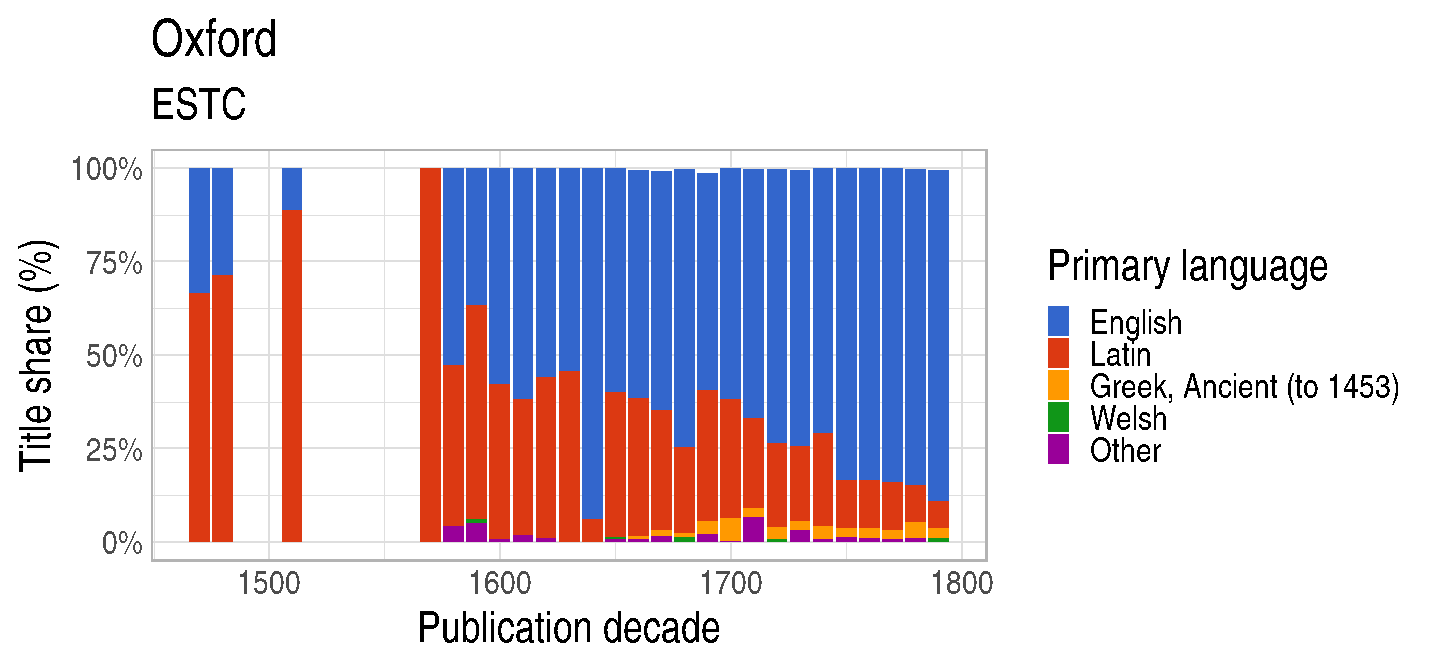 Oxford
ESTC
Title share (%)
100%
75%
50%
25%
0%
1500
1600
1700
1800
Publication decade
Primary language
English
Latin
Greek, Ancient (to 1453)
Welsh
Other